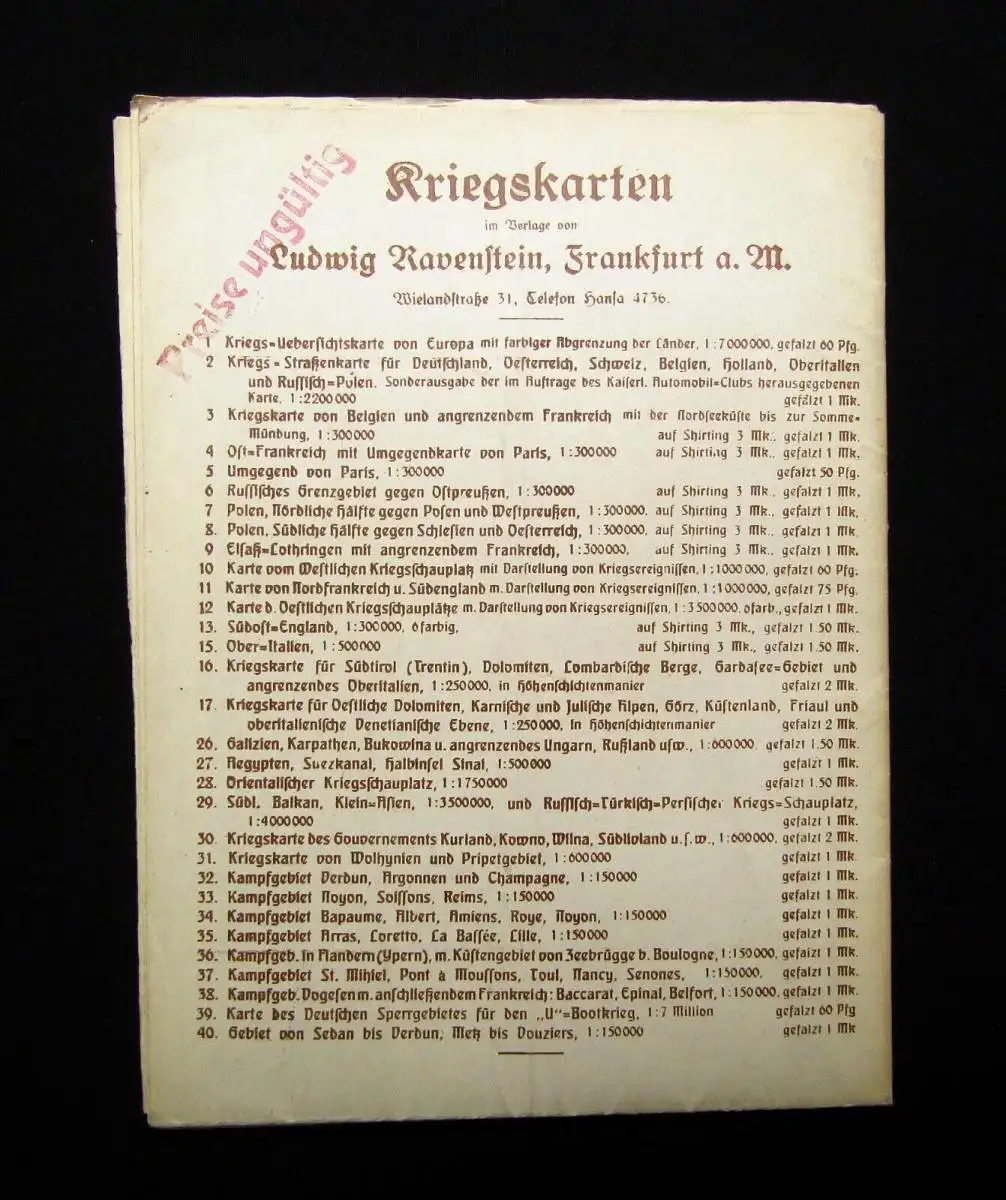 Preise ungültig
Kriegskarten
im Verlage von
Ludwig Ravenstein, Frankfurt a. M.
Wielandstraße 31, Telefon Hansa 4736.
1 Kriegs=Uebersichtskarte von Europa mit farbiger Abgrenzung der Länder, 1:7000000, gefalzt 60 Pfg.
2 Kriegs=Straßenkarte für Deutschland, Oesterreich, Schweiz, Belgien, Holland, Oberitalien
und Russisch=Polen. Sonderausgabe der im Auftrage des Kaiserl. Automobil=Clubs herausgegebenen
Karte, 1:2200000 gefalzt 1 Mk.
3 Kriegskarte von Belgien und angrenzendem Frankreich mit der Nordseeküste bis zur Somme=
Mündung, 1:300000 auf Shirting 3 Mk., gefalzt 1 Mk.
4 Ost=Frankreich mit Umgegendkarte von Paris, 1:300000 auf Shirting 3 Mk., gefalzt 1 Mk.
5 Umgegend von Paris, 1:300000 gefalzt 50 Pfg.
6 Russisches Grenzgebiet gegen Ostpreußen, 1:300000 auf Shirting 3 Mk., gefalzt 1 Mk.
7 Polen, Nördliche Hälfte gegen Posen und Westpreußen, 1:300000, auf Shirting 3 Mk., gefalzt 1 Mk.
8. Polen, Südliche Hälfte gegen Schlesien und Oesterreich, 1:300000, auf Shirting 3 Mk., gefalzt 1 Mk.
9 Elsaß=Lothringen mit angrenzendem Frankreich, 1:300000, auf Shirting 3 Mk., gefalzt 1 Mk.
10 Karte vom Westlichen Kriegsschauplatz mit Darstellung von Kriegsereignissen, 1:1000000, gefalzt 60 Pfg.
11 Karte von Nordfrankreich u. Südengland m. Darstellung von Kriegsereignissen, 1:1000000, gefalzt 75 Pfg.
12 Karte d. Oestlichen Kriegsschauplätze m. Darstellung von Kriegsereignissen, 1:3500000, 6farb., gefalzt 1 Mk.
13. Südost=England, 1:300000, 6farbig, auf Shirting 3 Mk., gefalzt 1.50 Mk.
15. Ober=Italien, 1:500000 auf Shirting 3 Mk., gefalzt 1.50 Mk.
16. Kriegskarte für Südtirol (Trentin), Dolomiten, Lombardische Berge, Gardasee=Gebiet und
angrenzendes Oberitalien, 1:250000, in Höhenschichtenmanier gefalzt 2 Mk.
17. Kriegskarte für Oestliche Dolomiten, Karnische und Julische Alpen, Görz, Küstenland, Friaul und
oberitalienische Venetianische Ebene, 1:250000, in Höhenschichtenmanier gefalzt 2 Mk.
26. Galizien, Karpathen, Bukowina u. angrenzendes Ungarn, Rußland usw., 1:600000, gefalzt 1.50 Mk.
27. Aegypten, Suezkanal, Halbinsel Sinai, 1:500000 gefalzt 1 Mk.
28. Orientalischer Kriegsschauplatz, 1:1750000 gefalzt 1.50 Mk.
29. Südl. Balkan, Klein=Asien, 1:3500000, und Russisch=Türkisch=Persischer Kriegs=Schauplatz,
1:4000000 gefalzt 1 Mk.
30. Kriegskarte des Gouvernements Kurland, Kowno, Wilna, Südlivland u.s.w., 1:600000, gefalzt 2 Mk.
31. Kriegskarte von Wolhynien und Pripetgebiet, 1:600000 gefalzt 1 Mk.
32. Kampfgebiet Verdun, Argonnen und Champagne, 1:150000 gefalzt 1 Mk.
33. Kampfgebiet Noyon, Soissons, Reims, 1:150000 gefalzt 1 Mk.
34. Kampfgebiet Bapaume, Albert, Amiens, Roye, Noyon, 1:150000 gefalzt 1 Mk.
35. Kampfgebiet Arras, Loretto, La Bassée, Lille, 1:150000 gefalzt 1 Mk.
36. Kampfgeb. in Flandern (Ypern), m. Küstengebiet von Zeebrügge b. Boulogne, 1:150000, gefalzt 1 Mk.
37. Kampfgebiet St. Mihiel, Pont à Moussons, Toul, Nancy, Senones, 1:150000, gefalzt 1 Mk.
38. Kampfgeb. Vogesen m. anschließendem Frankreich: Baccarat, Epinal, Belfort, 1:150000, gefalzt 1 Mk.
39. Karte des Deutschen Sperrgebietes für den „U“=Bootkrieg, 1:7 Million gefalzt 60 Pfg
40. Gebiet von Sedan bis Verdun, Metz bis Vouziers, 1:150000 gefalzt 1 Mk